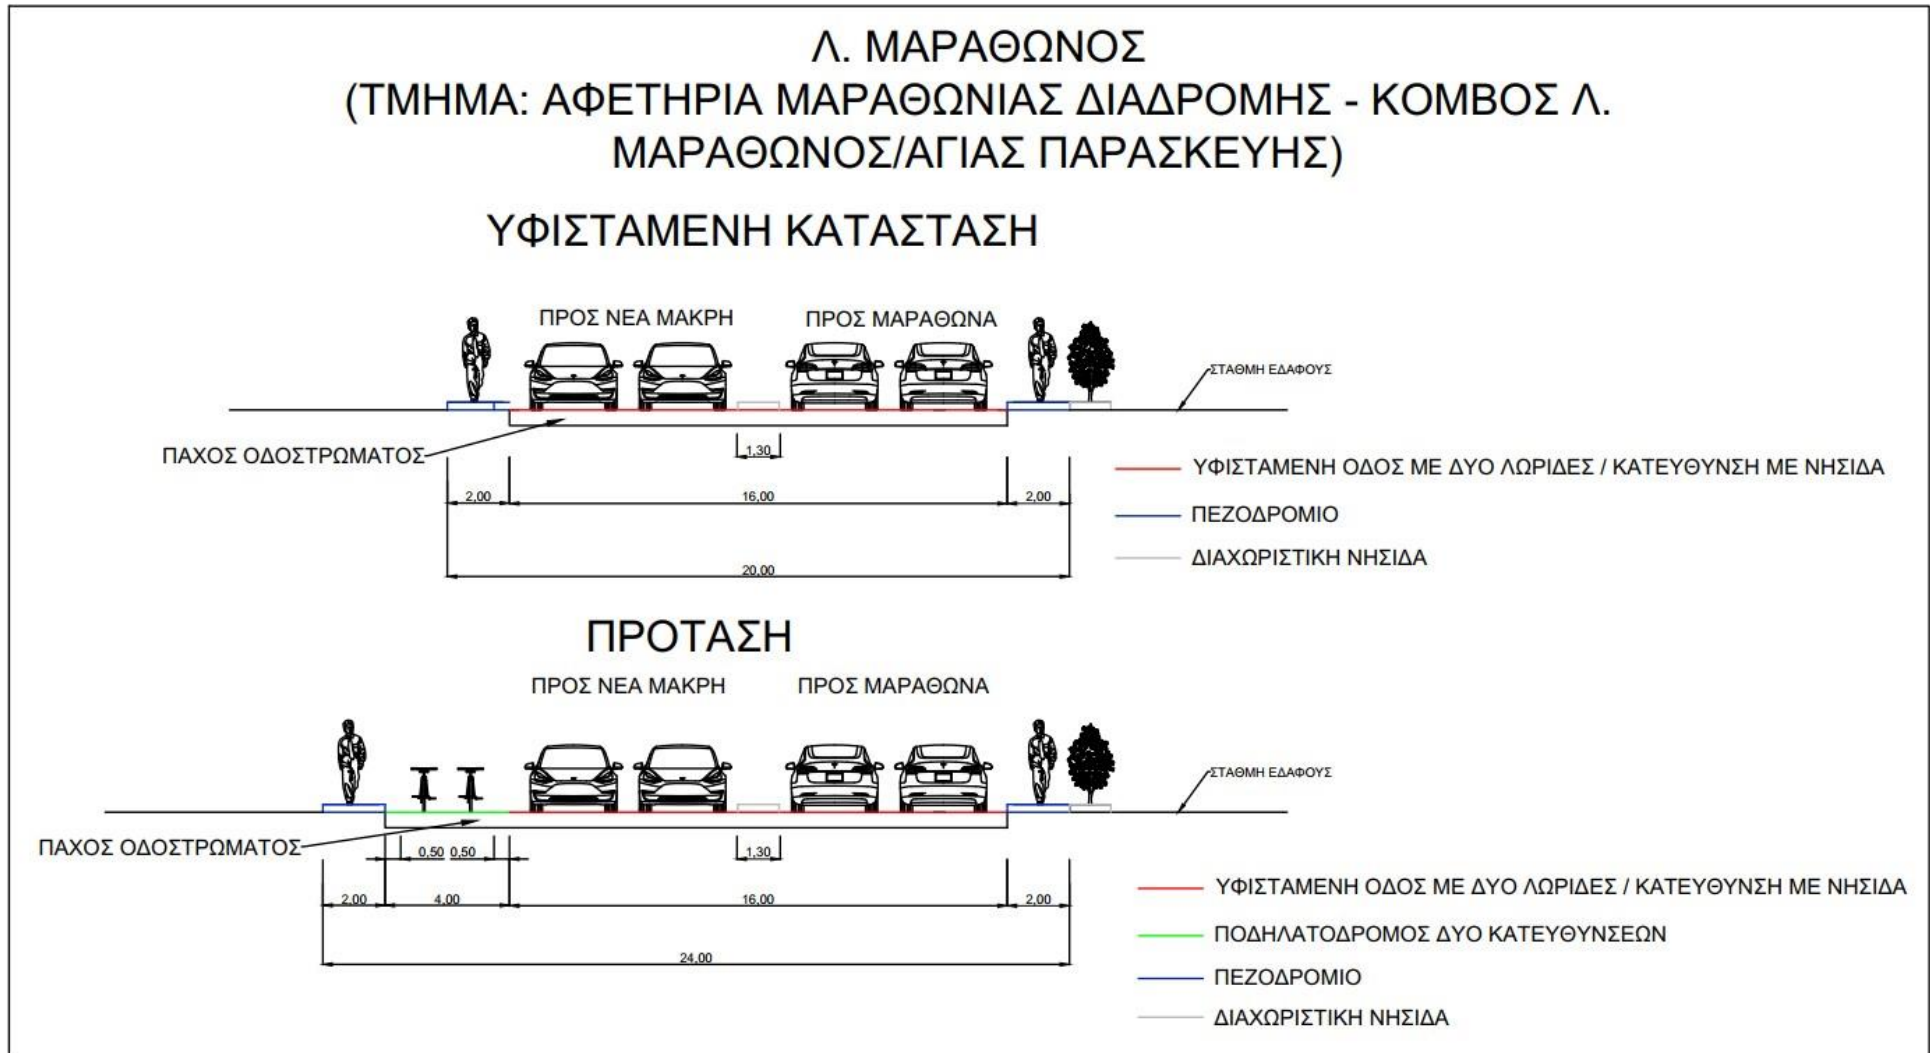 Λ. ΜΑΡΑΘΩΝΟΣ
(ΤΜΗΜΑ: ΑΦΕΤΗΡΙΑ ΜΑΡΑΘΩΝΙΑΣ ΔΙΑΔΡΟΜΗΣ - ΚΟΜΒΟΣ Λ.
ΜΑΡΑΘΩΝΟΣ/ΑΓΙΑΣ ΠΑΡΑΣΚΕΥΗΣ)
ΥΦΙΣΤΑΜΕΝΗ ΚΑΤΑΣΤΑΣΗ
ΠΡΟΣ ΝΕΑ ΜΑΚΡΗ
ΠΡΟΣ ΜΑΡΑΘΩΝΑ
ΣΤΑΘΜΗ ΕΔΑΦΟΥΣ
ΠΑΧΟΣ ΟΔΟΣΤΡΩΜΑΤΟΣ
1,30
2,00
16,00
2,00
20,00
ΥΦΙΣΤΑΜΕΝΗ ΟΔΟΣ ΜΕ ΔΥΟ ΛΩΡΙΔΕΣ / ΚΑΤΕΥΘΥΝΣΗ ΜΕ ΝΗΣΙΔΑ
ΠΕΖΟΔΡΟΜΙΟ
ΔΙΑΧΩΡΙΣΤΙΚΗ ΝΗΣΙΔΑ
ΠΡΟΤΑΣΗ
ΠΡΟΣ ΝΕΑ ΜΑΚΡΗ
ΠΡΟΣ ΜΑΡΑΘΩΝΑ
ΣΤΑΘΜΗ ΕΔΑΦΟΥΣ
ΠΑΧΟΣ ΟΔΟΣΤΡΩΜΑΤΟΣ
0,50 0,50
1,30
2,00
4,00
16,00
2,00
24,00
ΥΦΙΣΤΑΜΕΝΗ ΟΔΟΣ ΜΕ ΔΥΟ ΛΩΡΙΔΕΣ / ΚΑΤΕΥΘΥΝΣΗ ΜΕ ΝΗΣΙΔΑ
ΠΟΔΗΛΑΤΟΔΡΟΜΟΣ ΔΥΟ ΚΑΤΕΥΘΥΝΣΕΩΝ
ΠΕΖΟΔΡΟΜΙΟ
ΔΙΑΧΩΡΙΣΤΙΚΗ ΝΗΣΙΔΑ